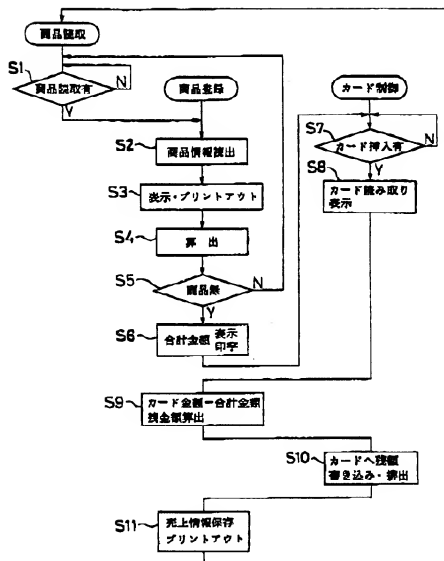 商品読取
S1
商品読取有
N
Y
商品登録
S2
商品情報検出
S3
表示・プリントアウト
S4
算 出
S5
商品無
N
Y
S6
合計金額 表示
印字
カード制御
S7
カード挿入有
N
Y
S8
カード読み取り
表示
S9
カード金額ー合計金額
残金額算出
S10
カードへ残額
書き込み・排出
S11
売上情報保存
プリントアウト